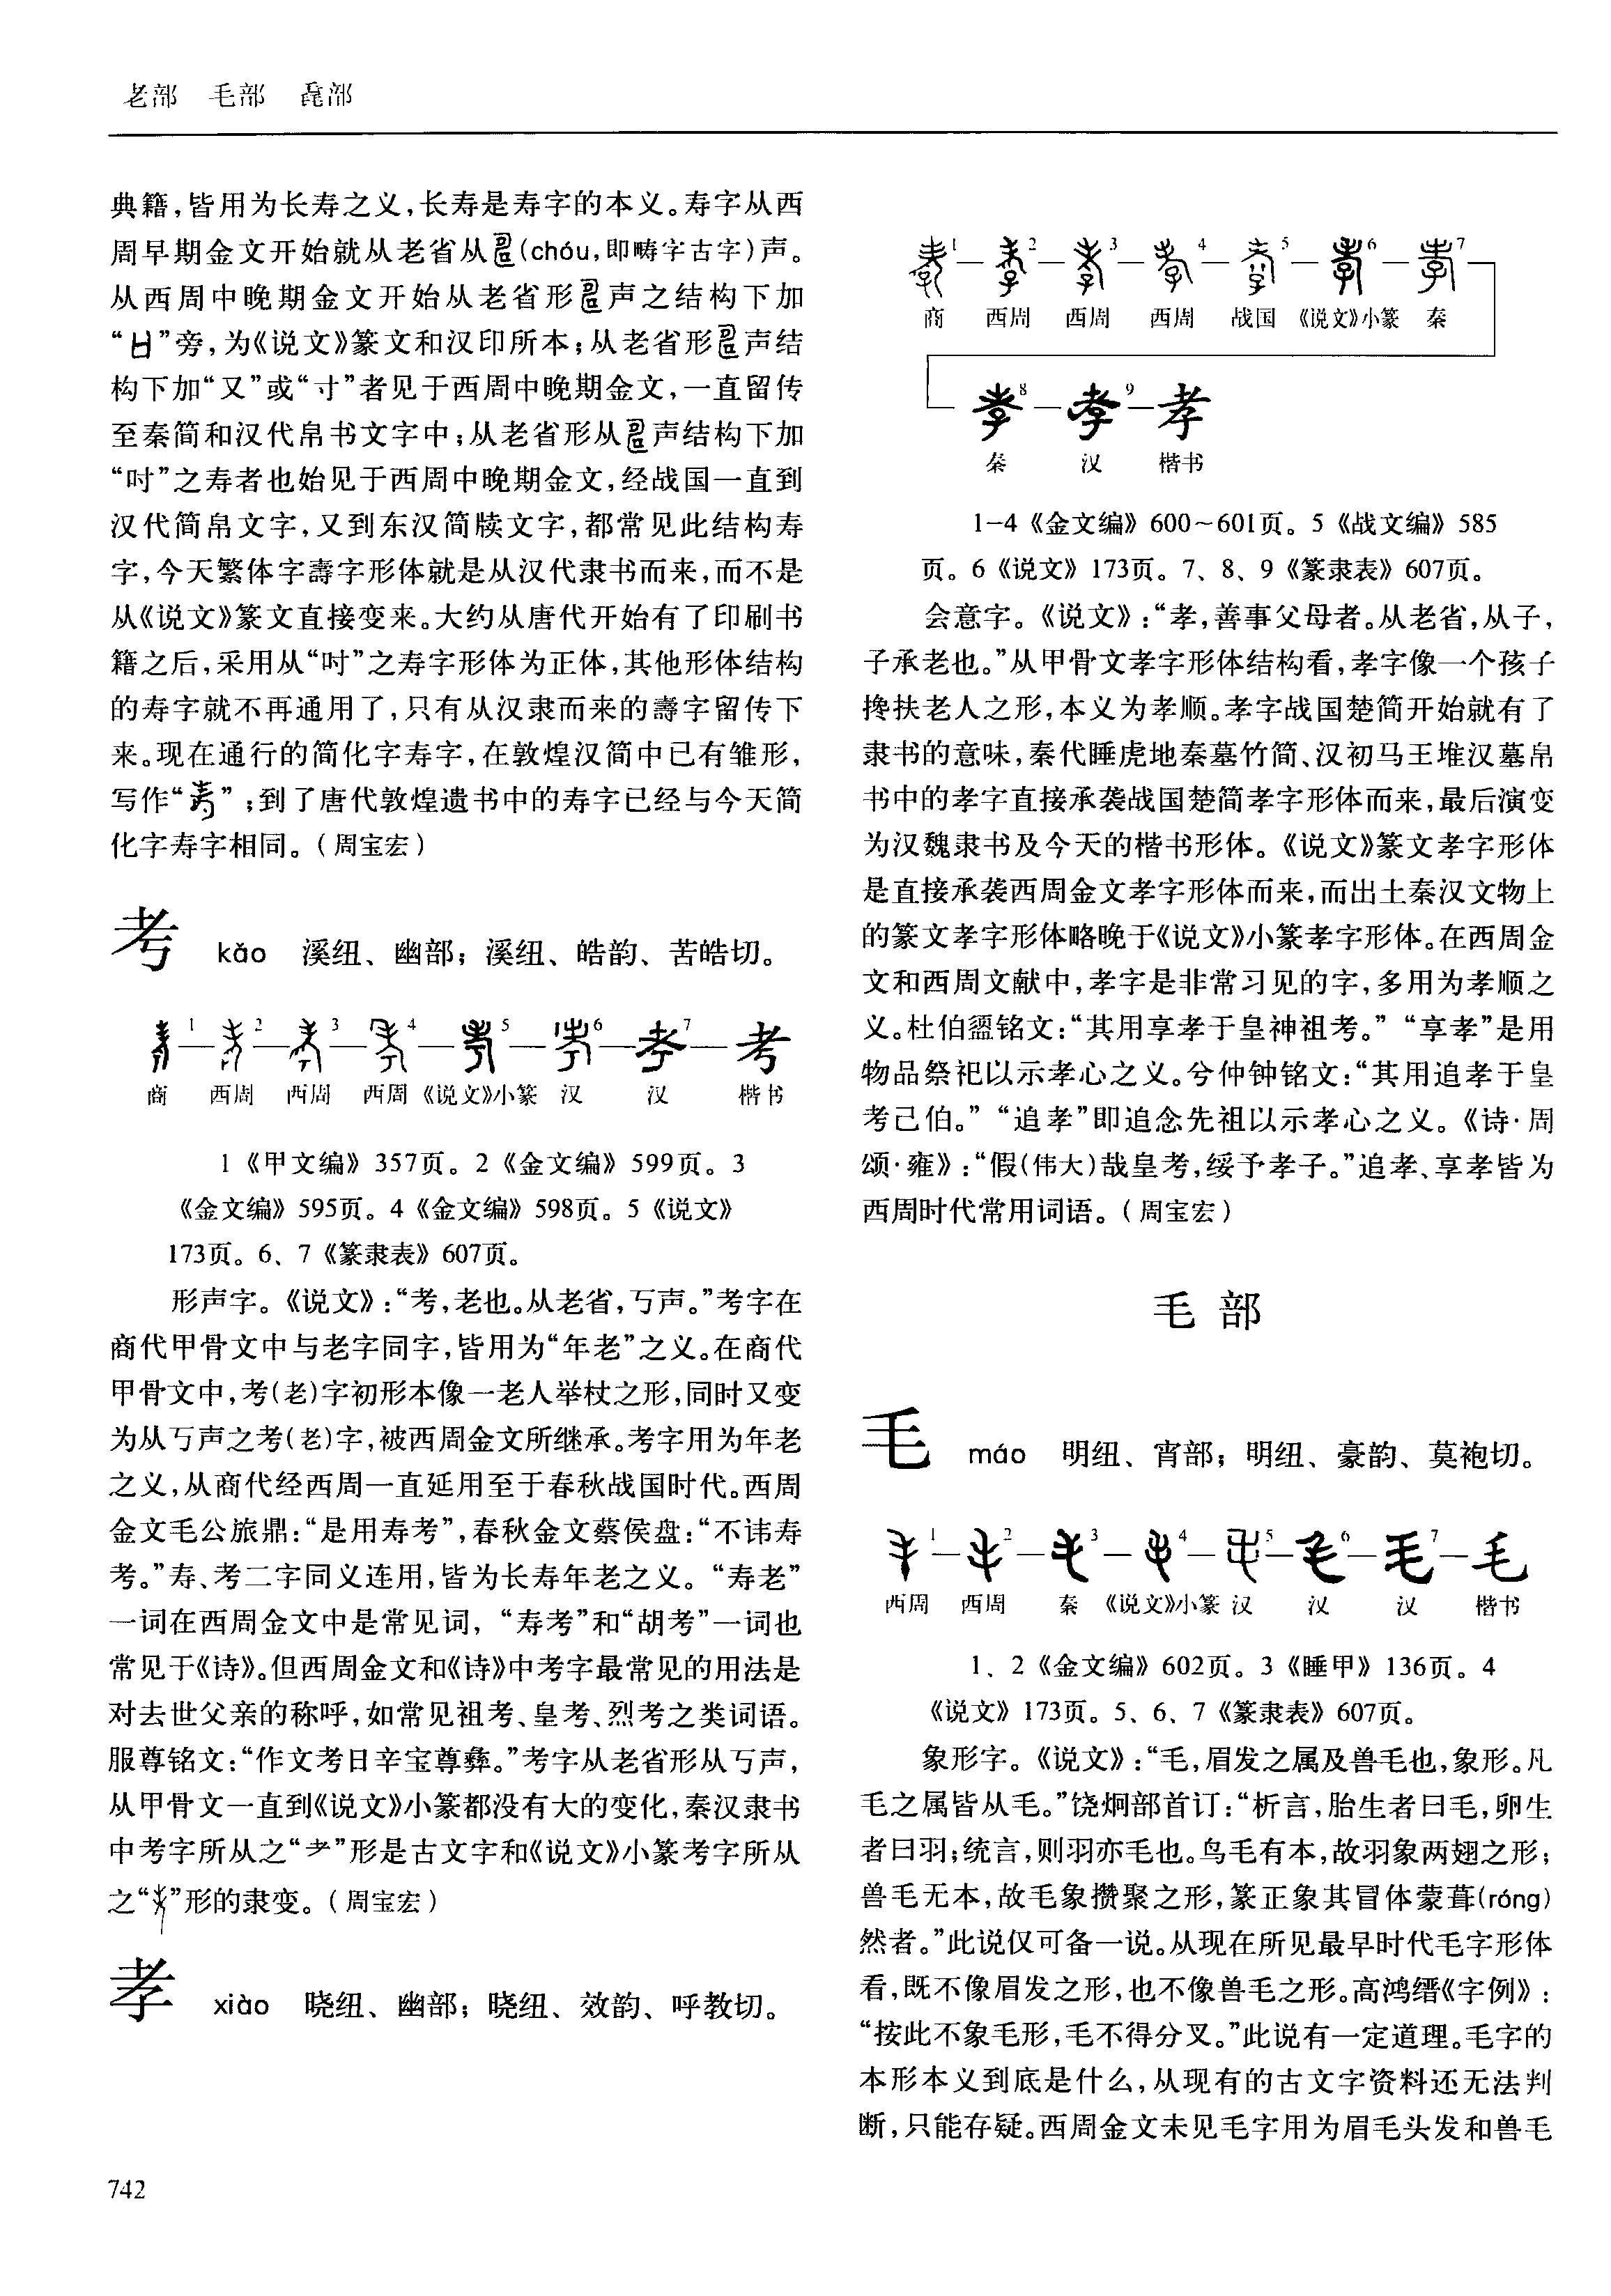 老部 毛部 毳部
典籍,皆用为长寿之义,长寿是寿字的本义。寿字从西
周早期金文开始就从老省从(chóu,即畴字古字)声。
从西周中晚期金文开始从老省形声之结构下加
“”旁,为《说文》篆文和汉印所本;从老省形声结
构下加“又”或“寸”者见于西周中晚期金文,一直留传
至秦简和汉代帛书文字中;从老省形从声结构下加
“吋”之寿者也始见于西周中晚期金文,经战国一直到
汉代简帛文字,又到东汉简牍文字,都常见此结构寿
字,今天繁体字壽字形体就是从汉代隶书而来,而不是
从《说文》篆文直接变来。大约从唐代开始有了印刷书
籍之后,采用从“吋”之寿字形体为正体,其他形体结构
的寿字就不再通用了,只有从汉隶而来的壽字留传下
来。现在通行的简化字寿字,在敦煌汉简中已有雏形,
写作“”;到了唐代敦煌遗书中的寿字已经与今天简
化字寿字相同。(周宝宏)
考 kǎo 溪纽、幽部;溪纽、皓韵、苦皓切。
1 — 2 — 3 — 4 — 5 — 6 — 7 — 考
商 西周 西周 西周 《说文》小篆 汉 汉 楷书
1《甲文编》357页。2《金文编》599页。3
《金文编》595页。4《金文编》598页。5《说文》
173页。6、7《篆隶表》607页。
形声字。《说文》:“考,老也。从老省,丂声。”考字在
商代甲骨文中与老字同字,皆用为“年老”之义。在商代
甲骨文中,考(老)字初形本像一老人举杖之形,同时又变
为从丂声之考(老)字,被西周金文所继承。考字用为年老
之义,从商代经西周一直延用至于春秋战国时代。西周
金文毛公旅鼎:“是用寿考”,春秋金文蔡侯盘:“不讳寿
考。”寿、考二字同义连用,皆为长寿年老之义。“寿老”
一词在西周金文中是常见词,“寿考”和“胡考”一词也
常见于《诗》。但西周金文和《诗》中考字最常见的用法是
对去世父亲的称呼,如常见祖考、皇考、烈考之类词语。
服尊铭文:“作文考日辛宝尊彝。”考字从老省形从丂声,
从甲骨文一直到《说文》小篆都没有大的变化,秦汉隶书
中考字所从之“耂”形是古文字和《说文》小篆考字所从
之“”形的隶变。(周宝宏)
孝 xiào 晓纽、幽部;晓纽、效韵、呼教切。
1 — 2 — 3 — 4 — 5 — 6 — 7
商 西周 西周 西周 战国 《说文》小篆 秦
8 — 孝9 — 孝
秦 汉 楷书
1-4《金文编》600~601页。5《战文编》585
页。6《说文》173页。7、8、9《篆隶表》607页。
会意字。《说文》:“孝,善事父母者。从老省,从子,
子承老也。”从甲骨文孝字形体结构看,孝字像一个孩子
搀扶老人之形,本义为孝顺。孝字战国楚简开始就有了
隶书的意味,秦代睡虎地秦墓竹简、汉初马王堆汉墓帛
书中的孝字直接承袭战国楚简孝字形体而来,最后演变
为汉魏隶书及今天的楷书形体。《说文》篆文孝字形体
是直接承袭西周金文孝字形体而来,而出土秦汉文物上
的篆文孝字形体略晚于《说文》小篆孝字形体。在西周金
文和西周文献中,孝字是非常习见的字,多用为孝顺之
义。杜伯盨铭文:“其用享孝于皇神祖考。”“享孝”是用
物品祭祀以示孝心之义。兮仲钟铭文:“其用追孝于皇
考己伯。”“追孝”即追念先祖以示孝心之义。《诗·周
颂·雍》:“假(伟大)哉皇考,绥予孝子。”追孝、享孝皆为
西周时代常用词语。(周宝宏)
毛部
毛 máo 明纽、宵部;明纽、豪韵、莫袍切。
1 — 2 — 3 — 4 — 5 — 6 — 毛7 — 毛
西周 西周 秦 《说文》小篆 汉 汉 汉 楷书
1、2《金文编》602页。3《睡甲》136页。4
《说文》173页。5、6、7《篆隶表》607页。
象形字。《说文》:“毛,眉发之属及兽毛也,象形。凡
毛之属皆从毛。”饶炯部首订:“析言,胎生者曰毛,卵生
者曰羽;统言,则羽亦毛也。鸟毛有本,故羽象两翅之形;
兽毛无本,故毛象攒聚之形,篆正象其冒体蒙茸(róng)
然者。”此说仅可备一说。从现在所见最早时代毛字形体
看,既不像眉发之形,也不像兽毛之形。高鸿缙《字例》:
“按此不象毛形,毛不得分叉。”此说有一定道理。毛字的
本形本义到底是什么,从现有的古文字资料还无法判
断,只能存疑。西周金文未见毛字用为眉毛头发和兽毛
742